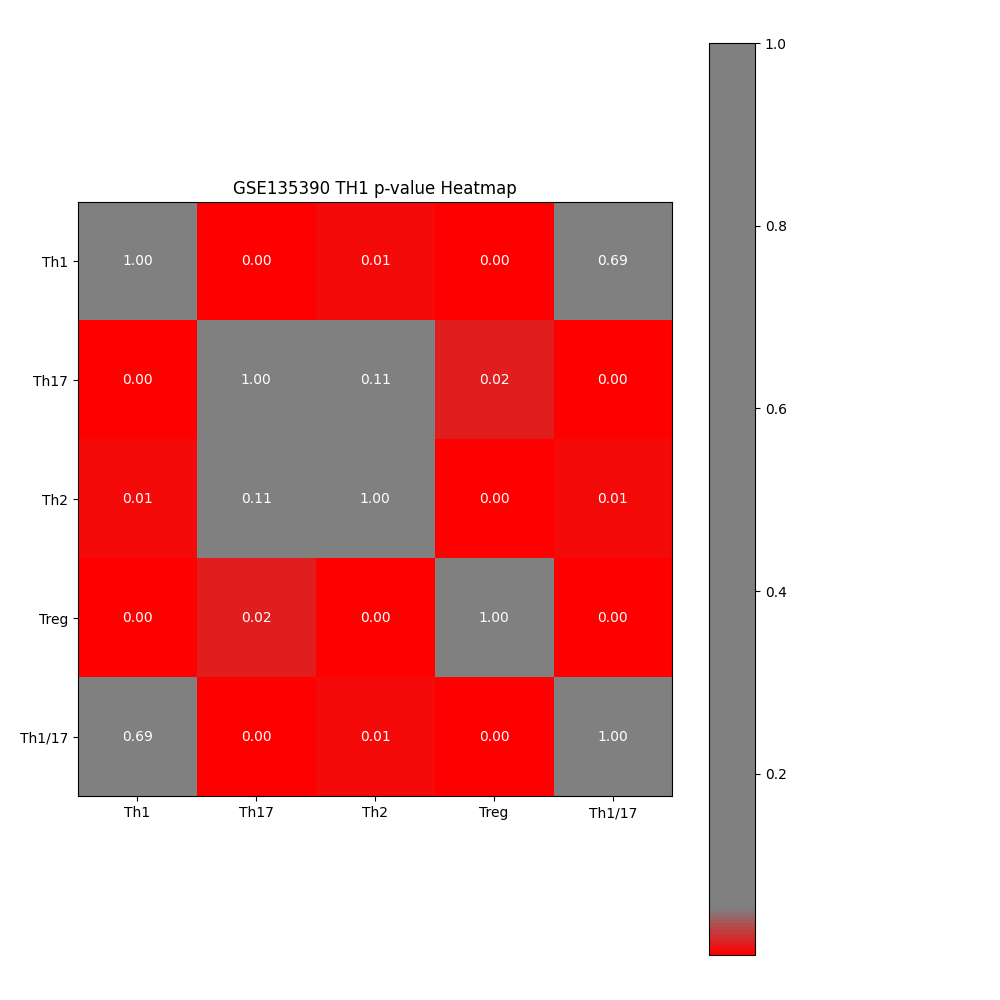 GSE135390 TH1 p-value Heatmap
Th1 1.00 0.00 0.01 0.00 0.69
Th17 0.00 1.00 0.11 0.02 0.00
Th2 0.01 0.11 1.00 0.00 0.01
Treg 0.00 0.02 0.00 1.00 0.00
Th1/17 0.69 0.00 0.01 0.00 1.00
Th1 Th17 Th2 Treg Th1/17
1.0
0.8
0.6
0.4
0.2